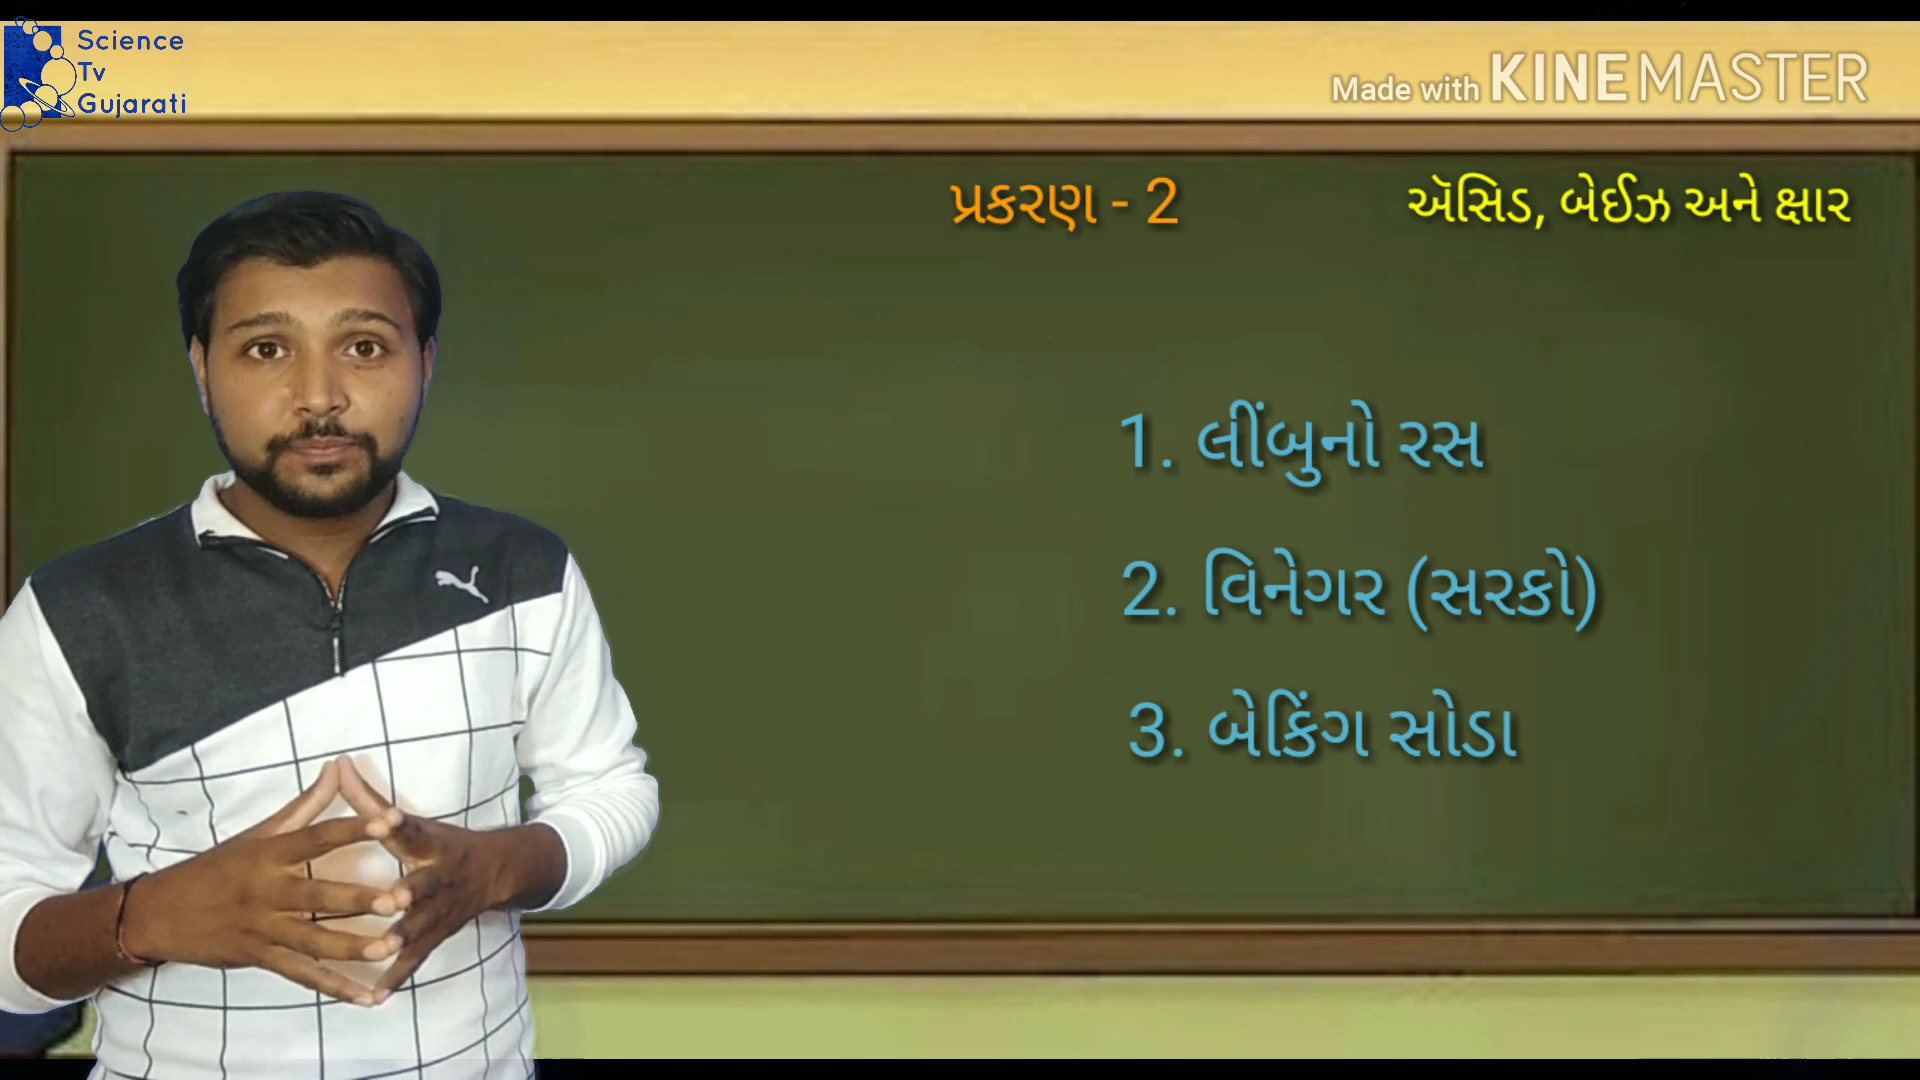 Science
Tv
Gujarati
Made with KINEMASTER
પ્રકરણ - 2
ઍસિડ, બેઈઝ અને ક્ષાર
1. લીંબુનો રસ
2. વિનેગર (સરકો)
3. બેકિંગ સોડા